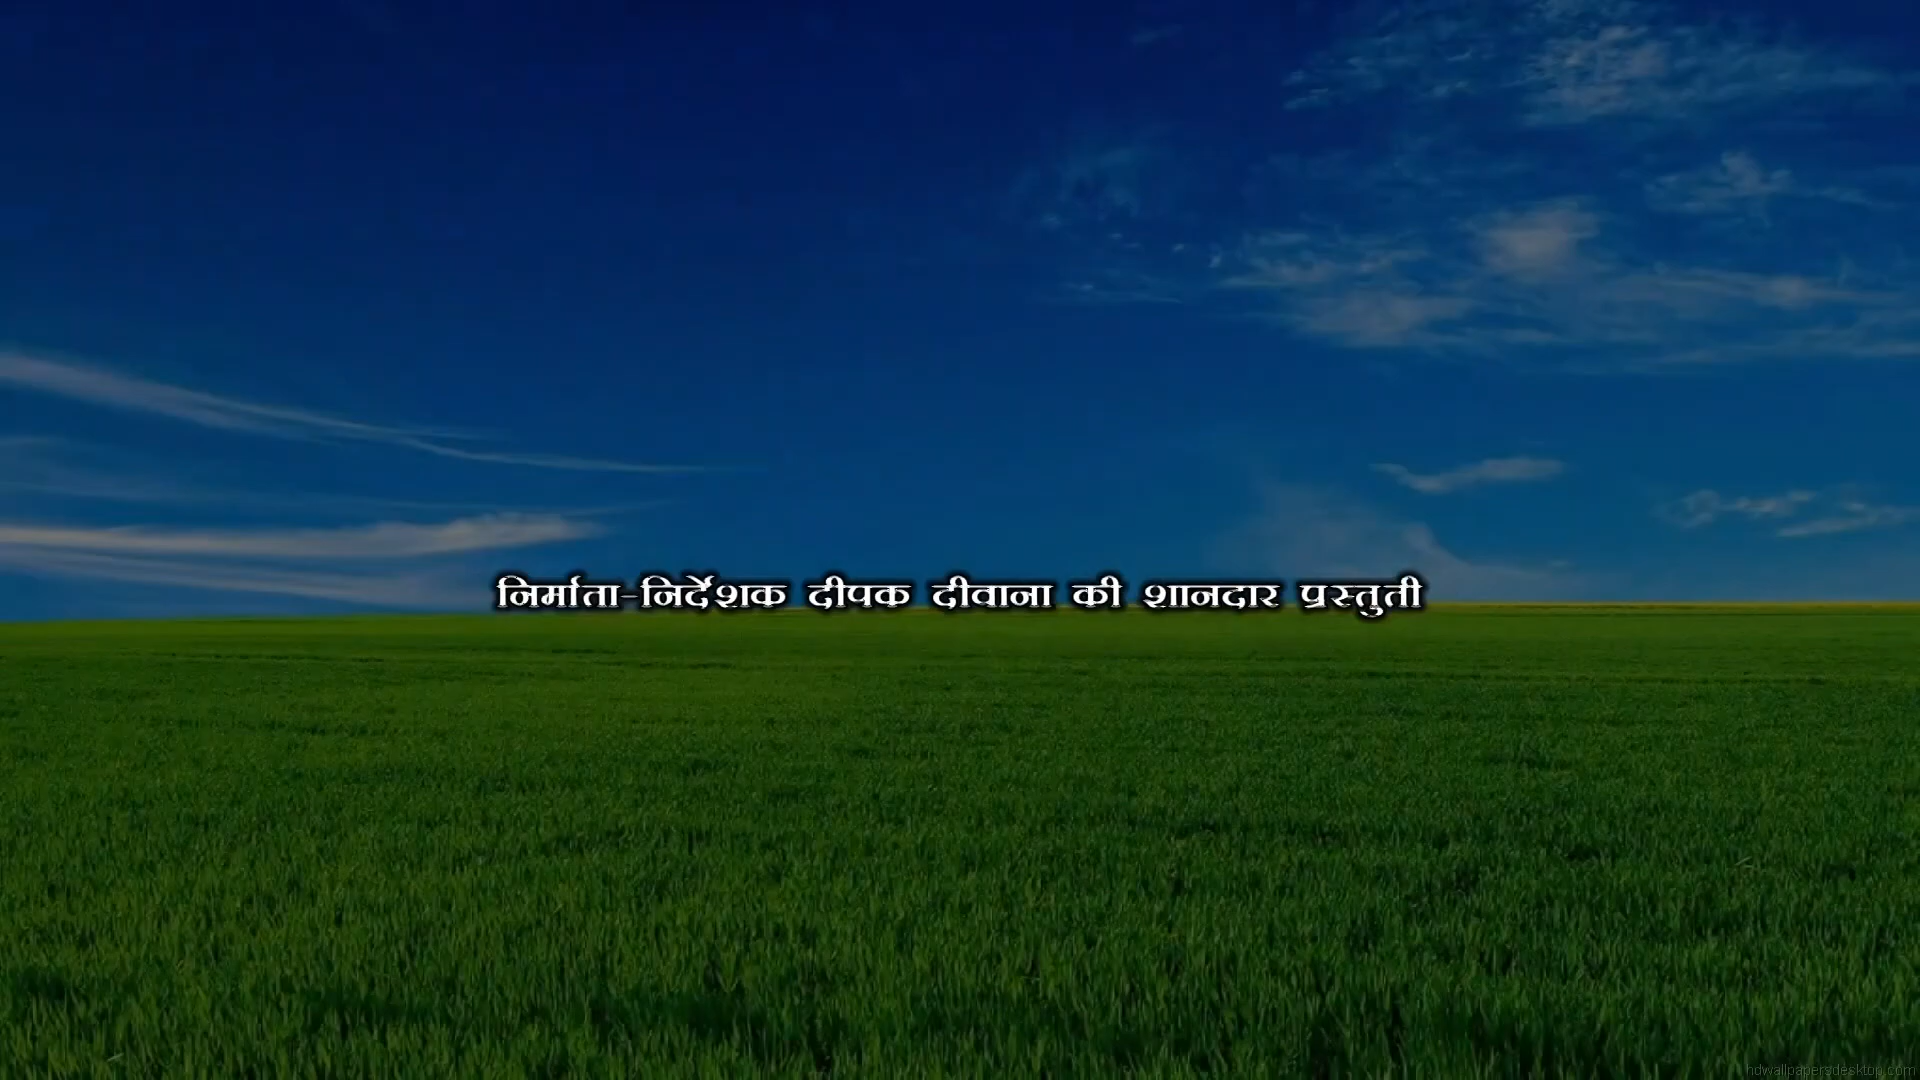 निर्माता-निर्देशक दीपक दीवाना की शानदार प्रस्तुती
hdwallpapersdesktop.com